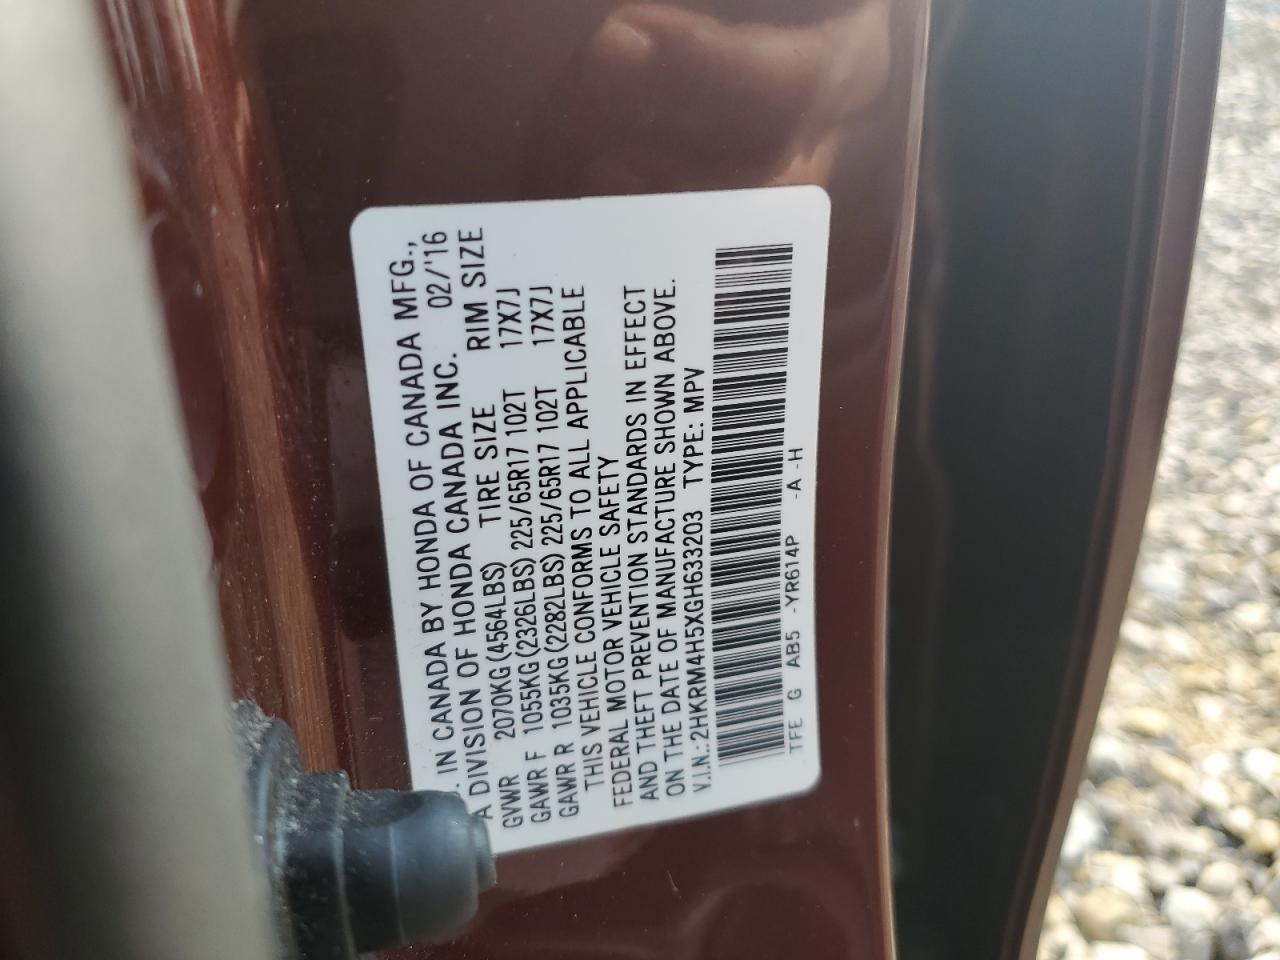 . IN CANADA BY HONDA OF CANADA MFG.,
A DIVISION OF HONDA CANADA INC. 02/'16
GVWR 2070KG(4564LBS) TIRE SIZE RIM SIZE
GAWR F 1055KG(2326LBS) 225/65R17 102T 17X7J
GAWR R 1035KG(2282LBS) 225/65R17 102T 17X7J
THIS VEHICLE CONFORMS TO ALL APPLICABLE
FEDERAL MOTOR VEHICLE SAFETY
AND THEFT PREVENTION STANDARDS IN EFFECT
ON THE DATE OF MANUFACTURE SHOWN ABOVE.
V.I.N.: 2HKRM4H5XGH633203 TYPE: MPV
TFE G AB5 -YR614P -A -H